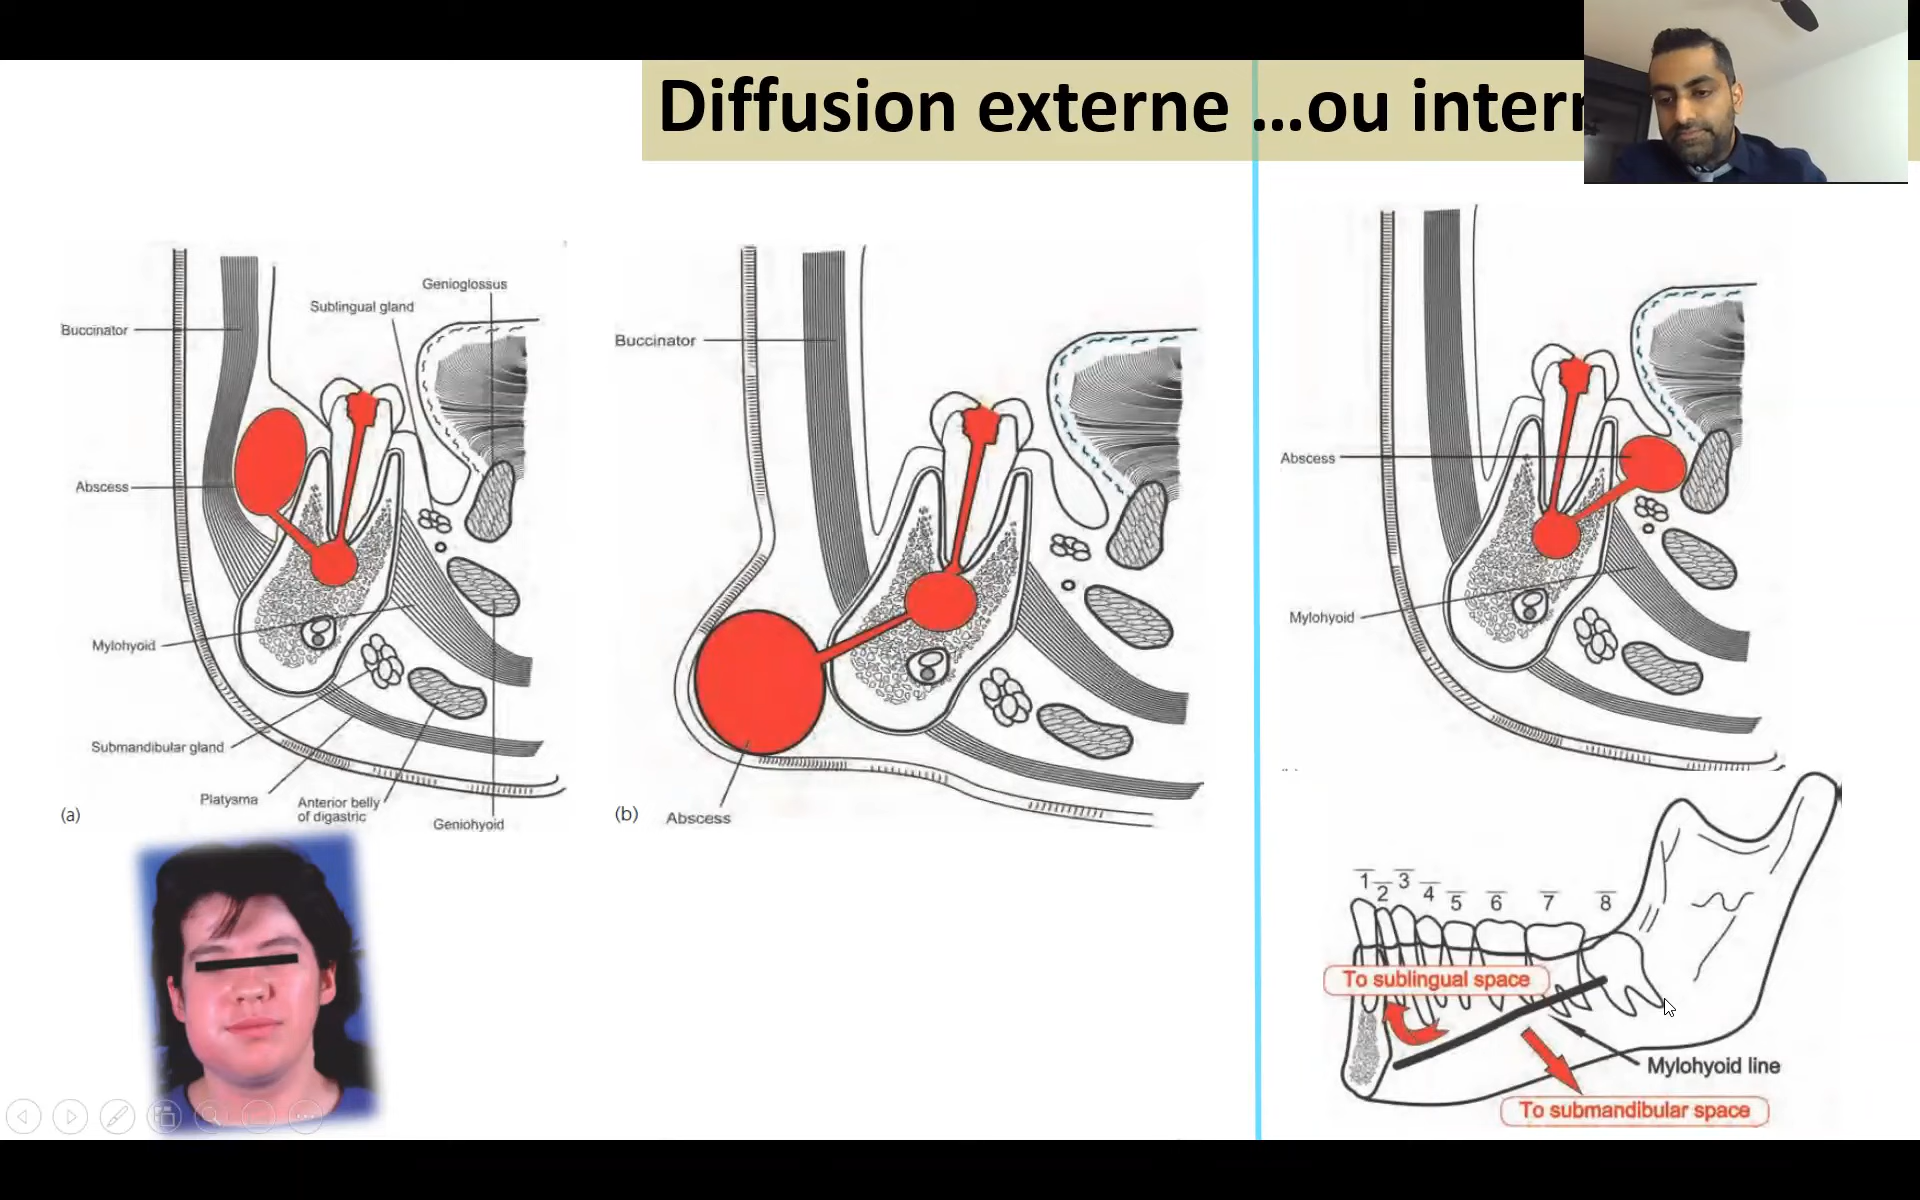 Diffusion externe ...ou intern
Genioglossus
Sublingual gland
Buccinator
Abscess
Mylohyoid
Submandibular gland
Platysma
Anterior belly
of digastric
Geniohyoid
(a)
Buccinator
(b)
Abscess
Abscess
Mylohyoid
1 2 3 4 5 6 7 8
To sublingual space
Mylohyoid line
To submandibular space